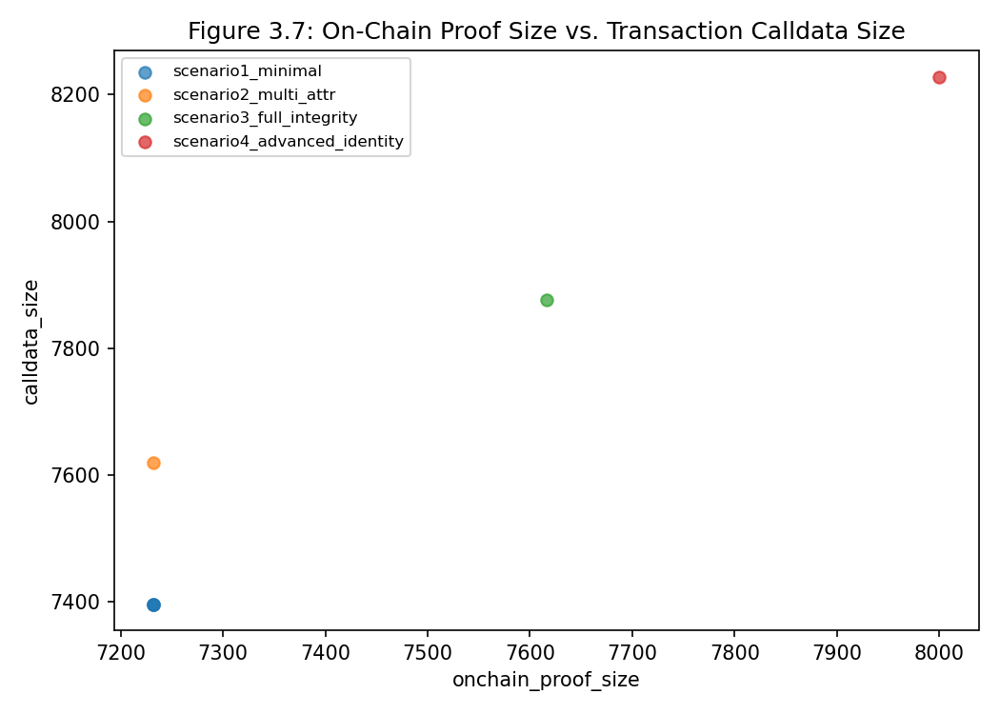 Figure 3.7: On-Chain Proof Size vs. Transaction Calldata Size
scenario1_minimal
scenario2_multi_attr
scenario3_full_integrity
scenario4_advanced_identity
8200
8000
7800
7600
7400
calldata_size
7200 7300 7400 7500 7600 7700 7800 7900 8000
onchain_proof_size